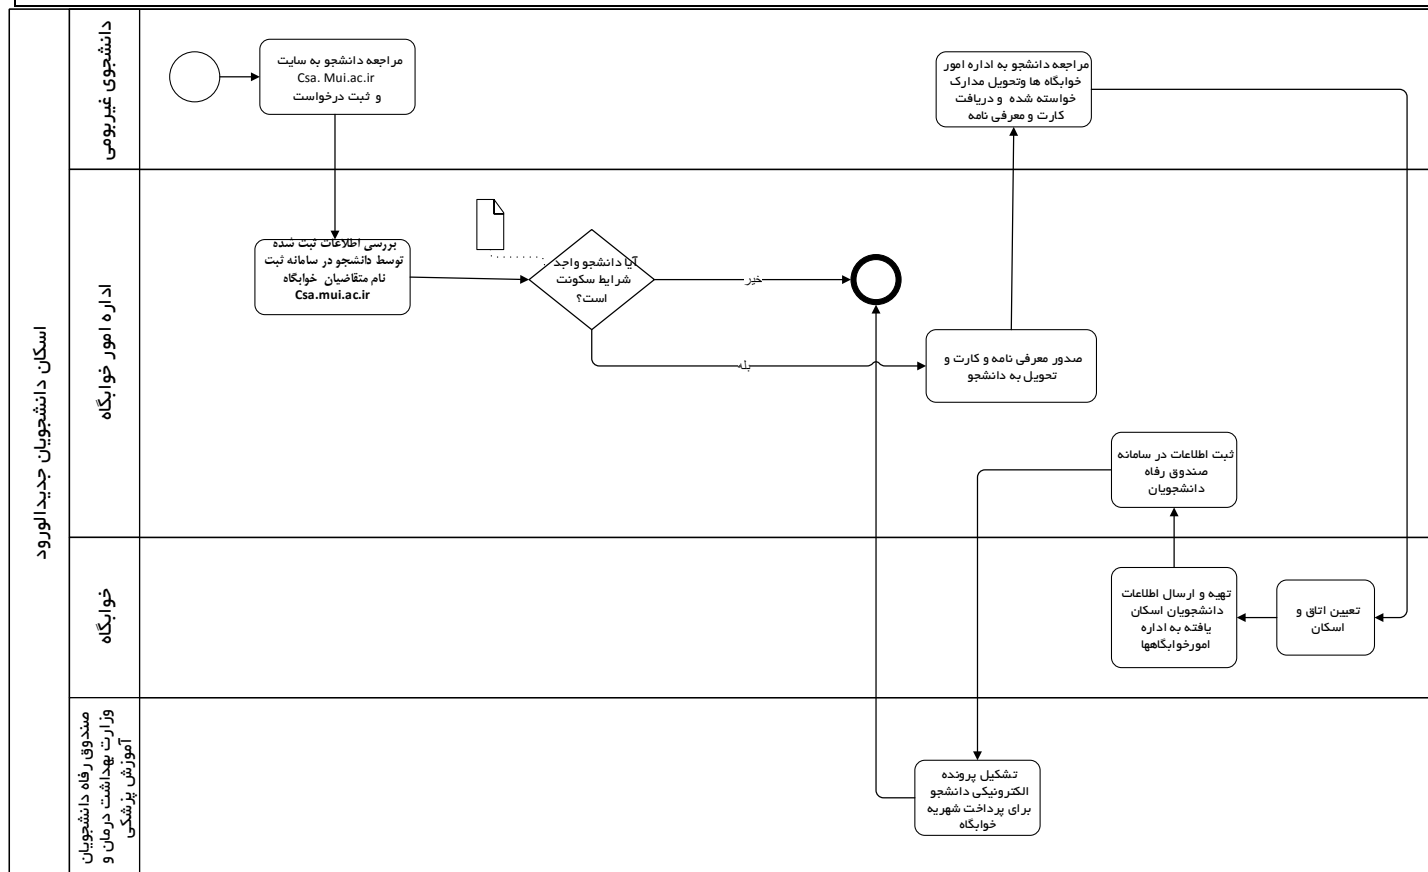 اسکان دانشجویان جدیدالورود
دانشجوی غیربومی
مراجعه دانشجو به سایت
Csa. Mui.ac.ir
و ثبت درخواست
مراجعه دانشجو به اداره امور
خوابگاه ها وتحویل مدارک
خواسته شده و دریافت
کارت و معرفی نامه
اداره امور خوابگاه
بررسی اطلاعات ثبت شده
توسط دانشجو در سامانه ثبت
نام متقاضیان خوابگاه
Csa.mui.ac.ir
آیا دانشجو واجد
شرایط سکونت
است؟
خیر
بله
صدور معرفی نامه و کارت و
تحویل به دانشجو
ثبت اطلاعات در سامانه
صندوق رفاه
دانشجویان
خوابگاه
تعیین اتاق و
اسکان
تهیه و ارسال اطلاعات
دانشجویان اسکان
یافته به اداره
امورخوابگاهها
صندوق رفاه دانشجویان
وزارت بهداشت درمان و
آموزش پزشکی
تشکیل پرونده
الکترونیکی دانشجو
برای پرداخت شهریه
خوابگاه